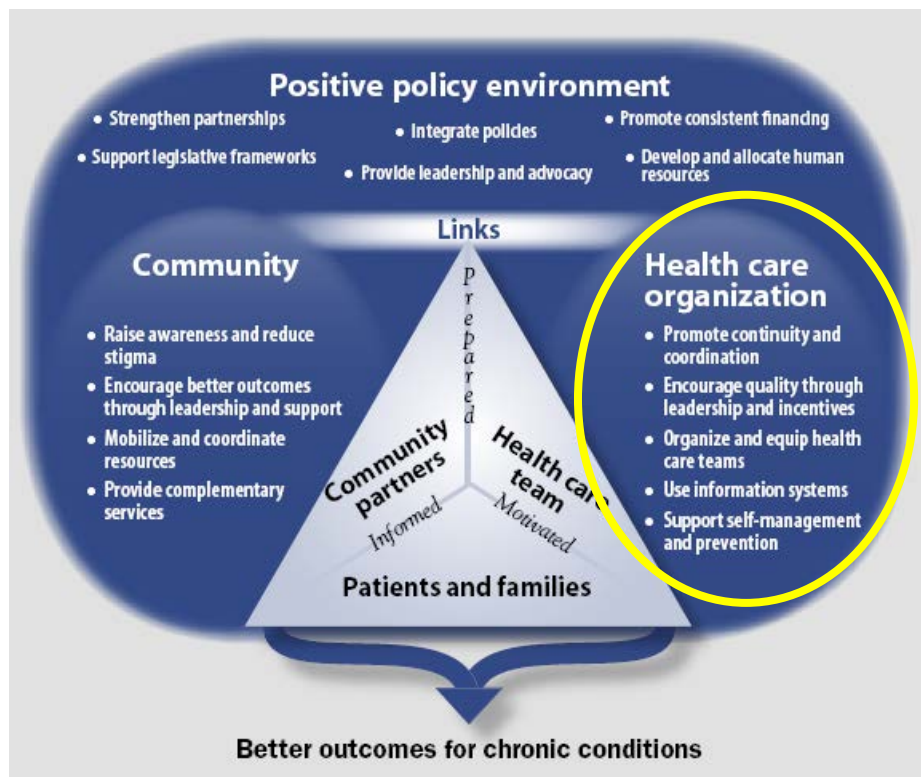 Positive policy environment
• Strengthen partnerships
• Support legislative frameworks
• Integrate policies
• Provide leadership and advocacy
• Promote consistent financing
• Develop and allocate human
resources
Links
Community
• Raise awareness and reduce
stigma
• Encourage better outcomes
through leadership and support
• Mobilize and coordinate
resources
• Provide complementary
services
Prepared
Community
partners
Informed
Health care
team
Motivated
Patients and families
Health care
organization
• Promote continuity and
coordination
• Encourage quality through
leadership and incentives
• Organize and equip health
care teams
• Use information systems
• Support self-management
and prevention
Better outcomes for chronic conditions